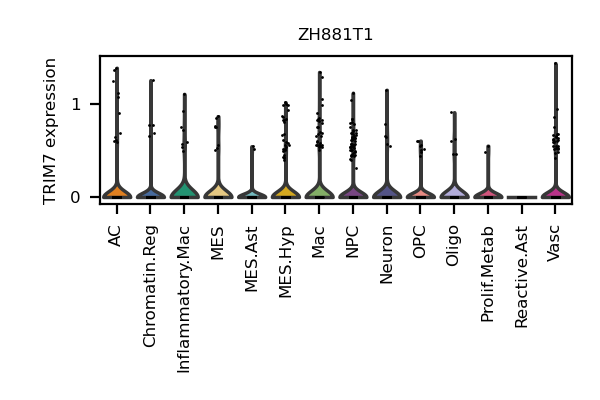 ZH881T1
TRIM7 expression
1
0
AC
Chromatin.Reg
Inflammatory.Mac
MES
MES.Ast
MES.Hyp
Mac
NPC
Neuron
OPC
Oligo
Prolif.Metab
Reactive.Ast
Vasc